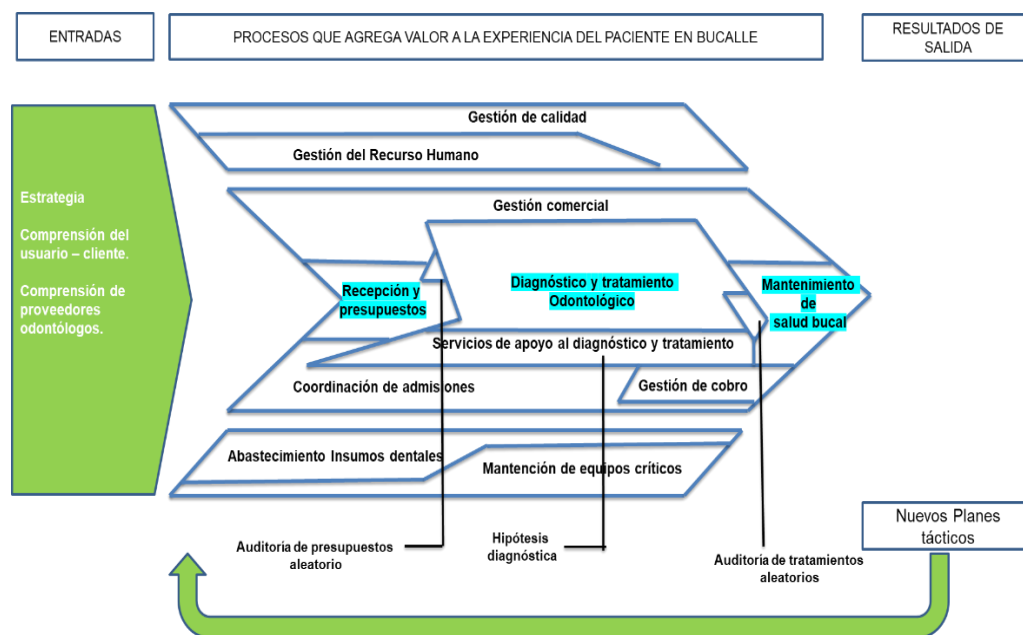 ENTRADAS
PROCESOS QUE AGREGA VALOR A LA EXPERIENCIA DEL PACIENTE EN BUCALLE
RESULTADOS DE
SALIDA
Estrategia
Comprensión del
usuario – cliente.
Comprensión de
proveedores
odontólogos.
Gestión de calidad
Gestión del Recurso Humano
Gestión comercial
Recepción y
presupuestos
Diagnóstico y tratamiento
Odontológico
Mantenimiento
de
salud bucal
Servicios de apoyo al diagnóstico y tratamiento
Coordinación de admisiones
Gestión de cobro
Abastecimiento Insumos dentales
Mantención de equipos críticos
Auditoría de presupuestos
aleatorio
Hipótesis
diagnóstica
Auditoría de tratamientos
aleatorios
Nuevos Planes
tácticos